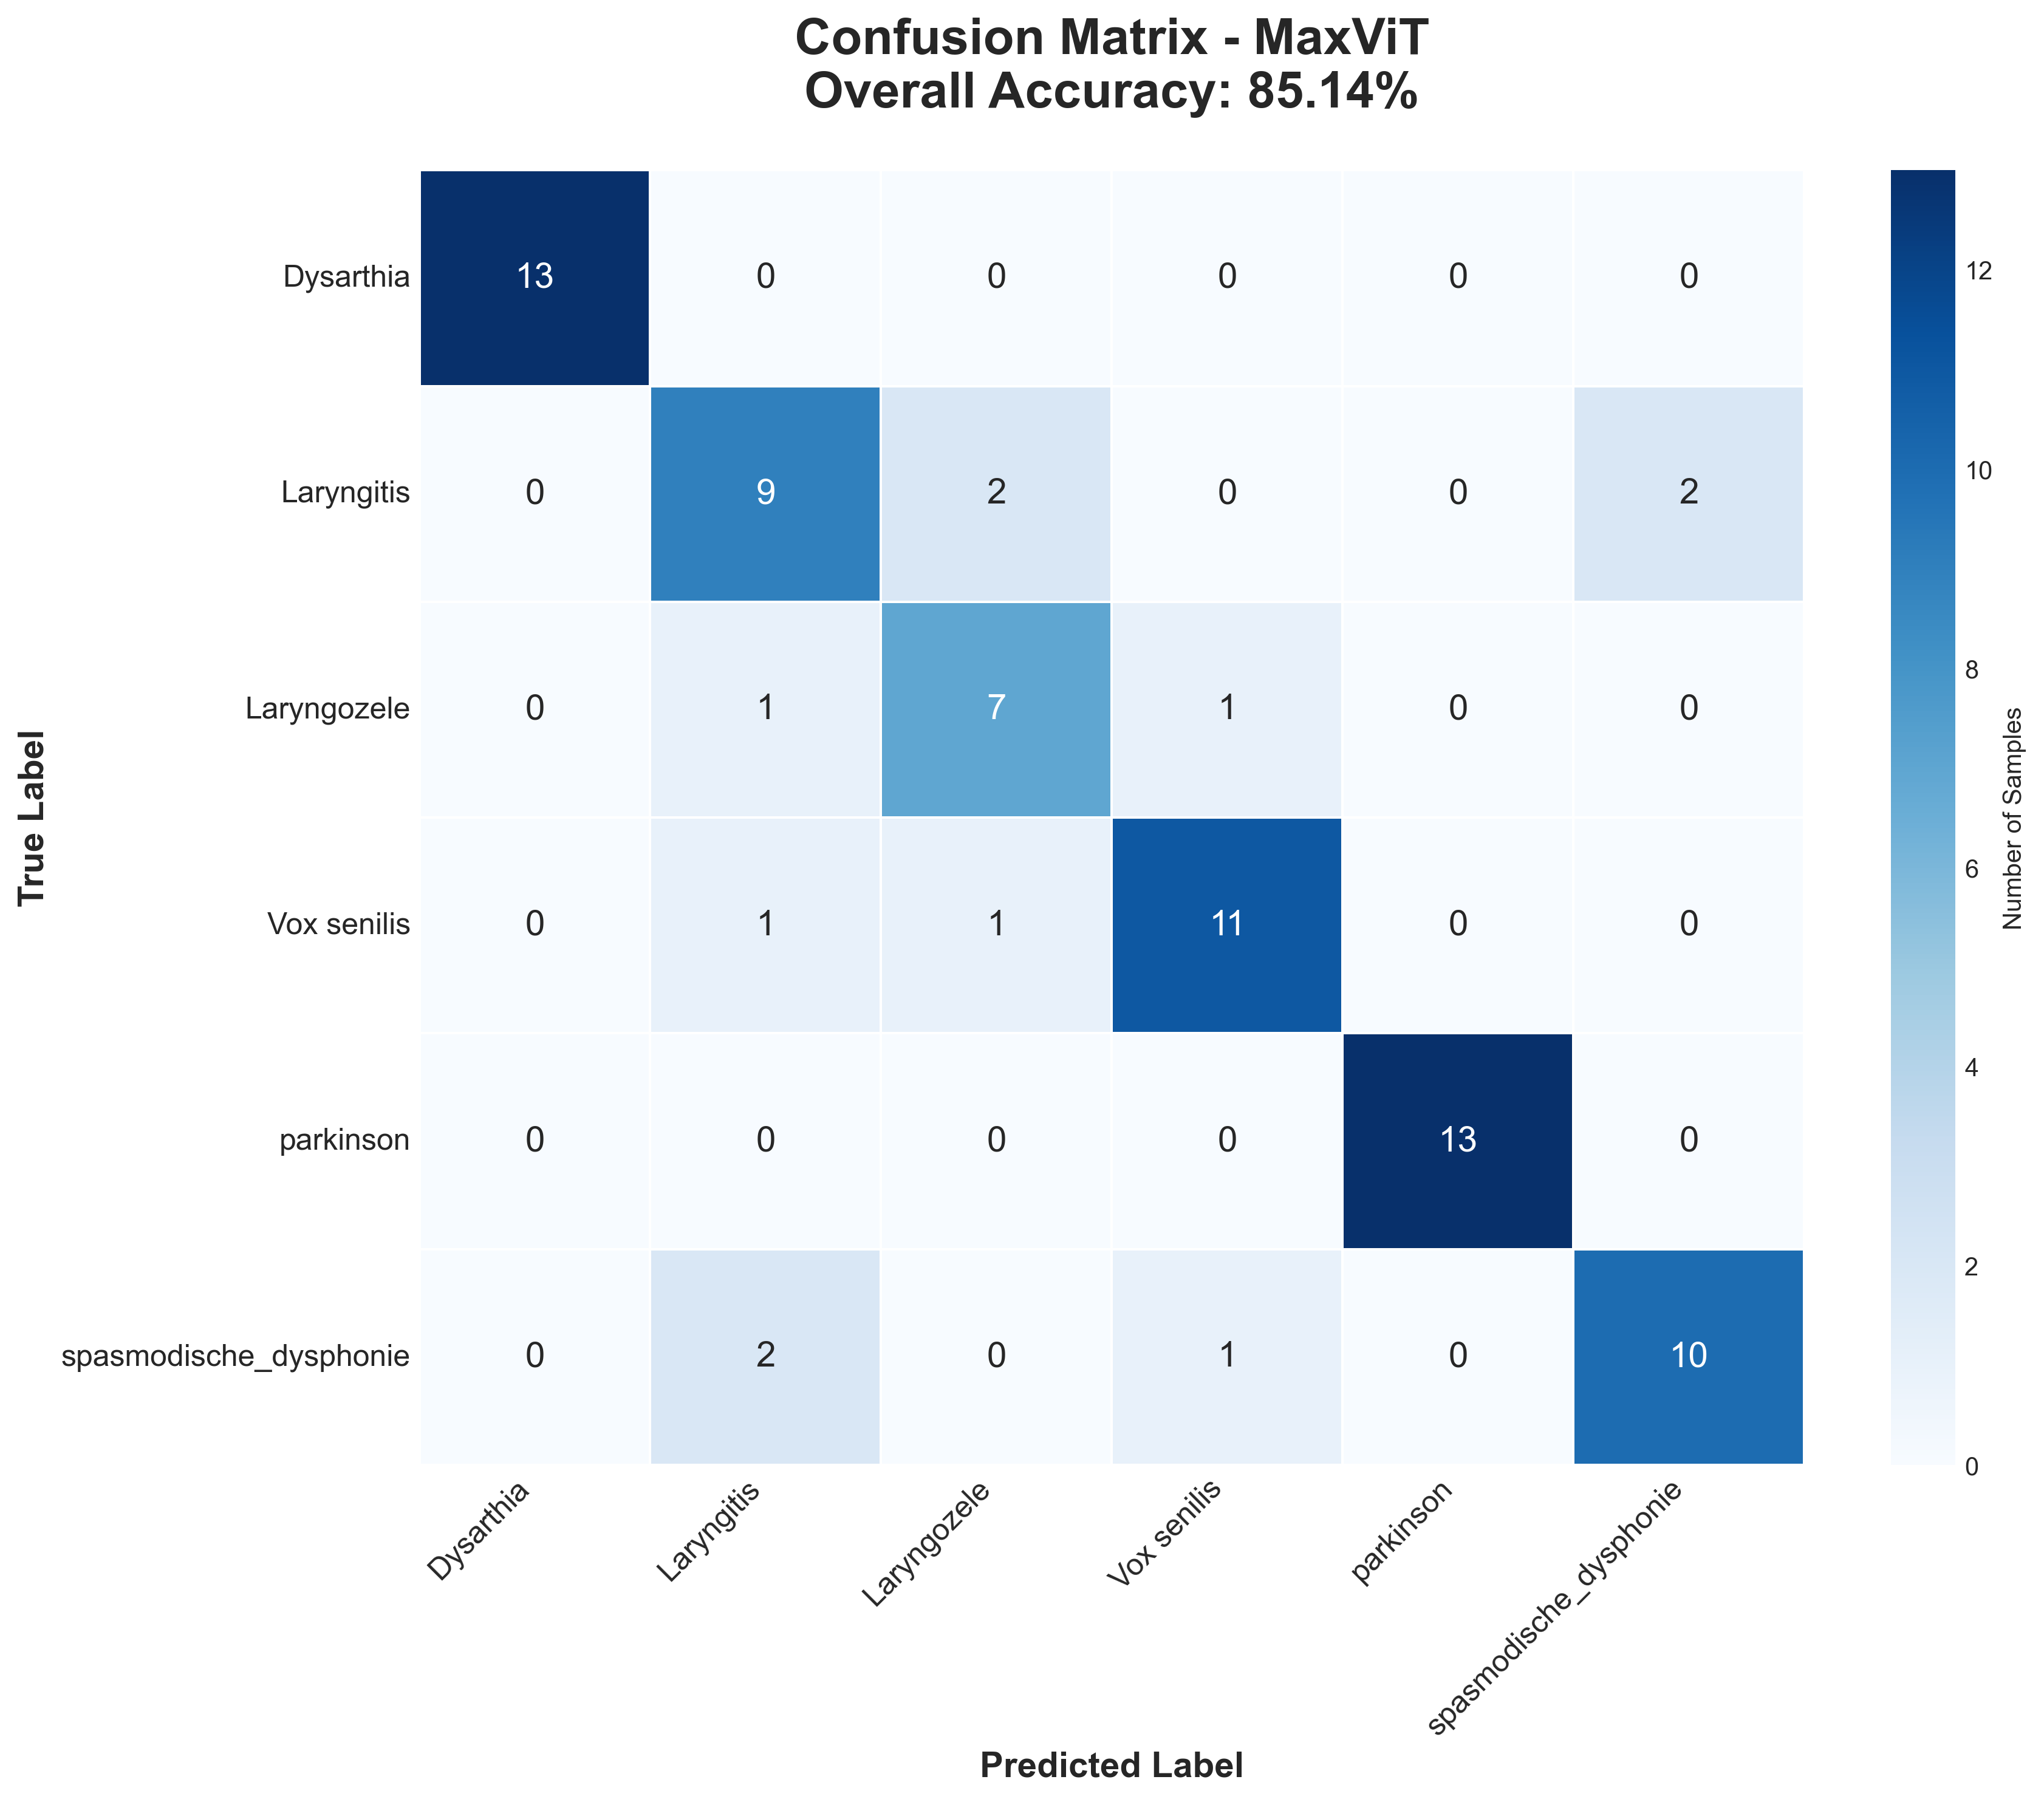 Confusion Matrix - MaxViT
Overall Accuracy: 85.14%
True Label
Dysarthia 13 0 0 0 0 0
Laryngitis 0 9 2 0 0 2
Laryngozele 0 1 7 1 0 0
Vox senilis 0 1 1 11 0 0
parkinson 0 0 0 0 13 0
spasmodische_dysphonie 0 2 0 1 0 10
Dysarthia Laryngitis Laryngozele Vox senilis parkinson spasmodische_dysphonie
Predicted Label
12
10
8
6
4
2
0
Number of Samples